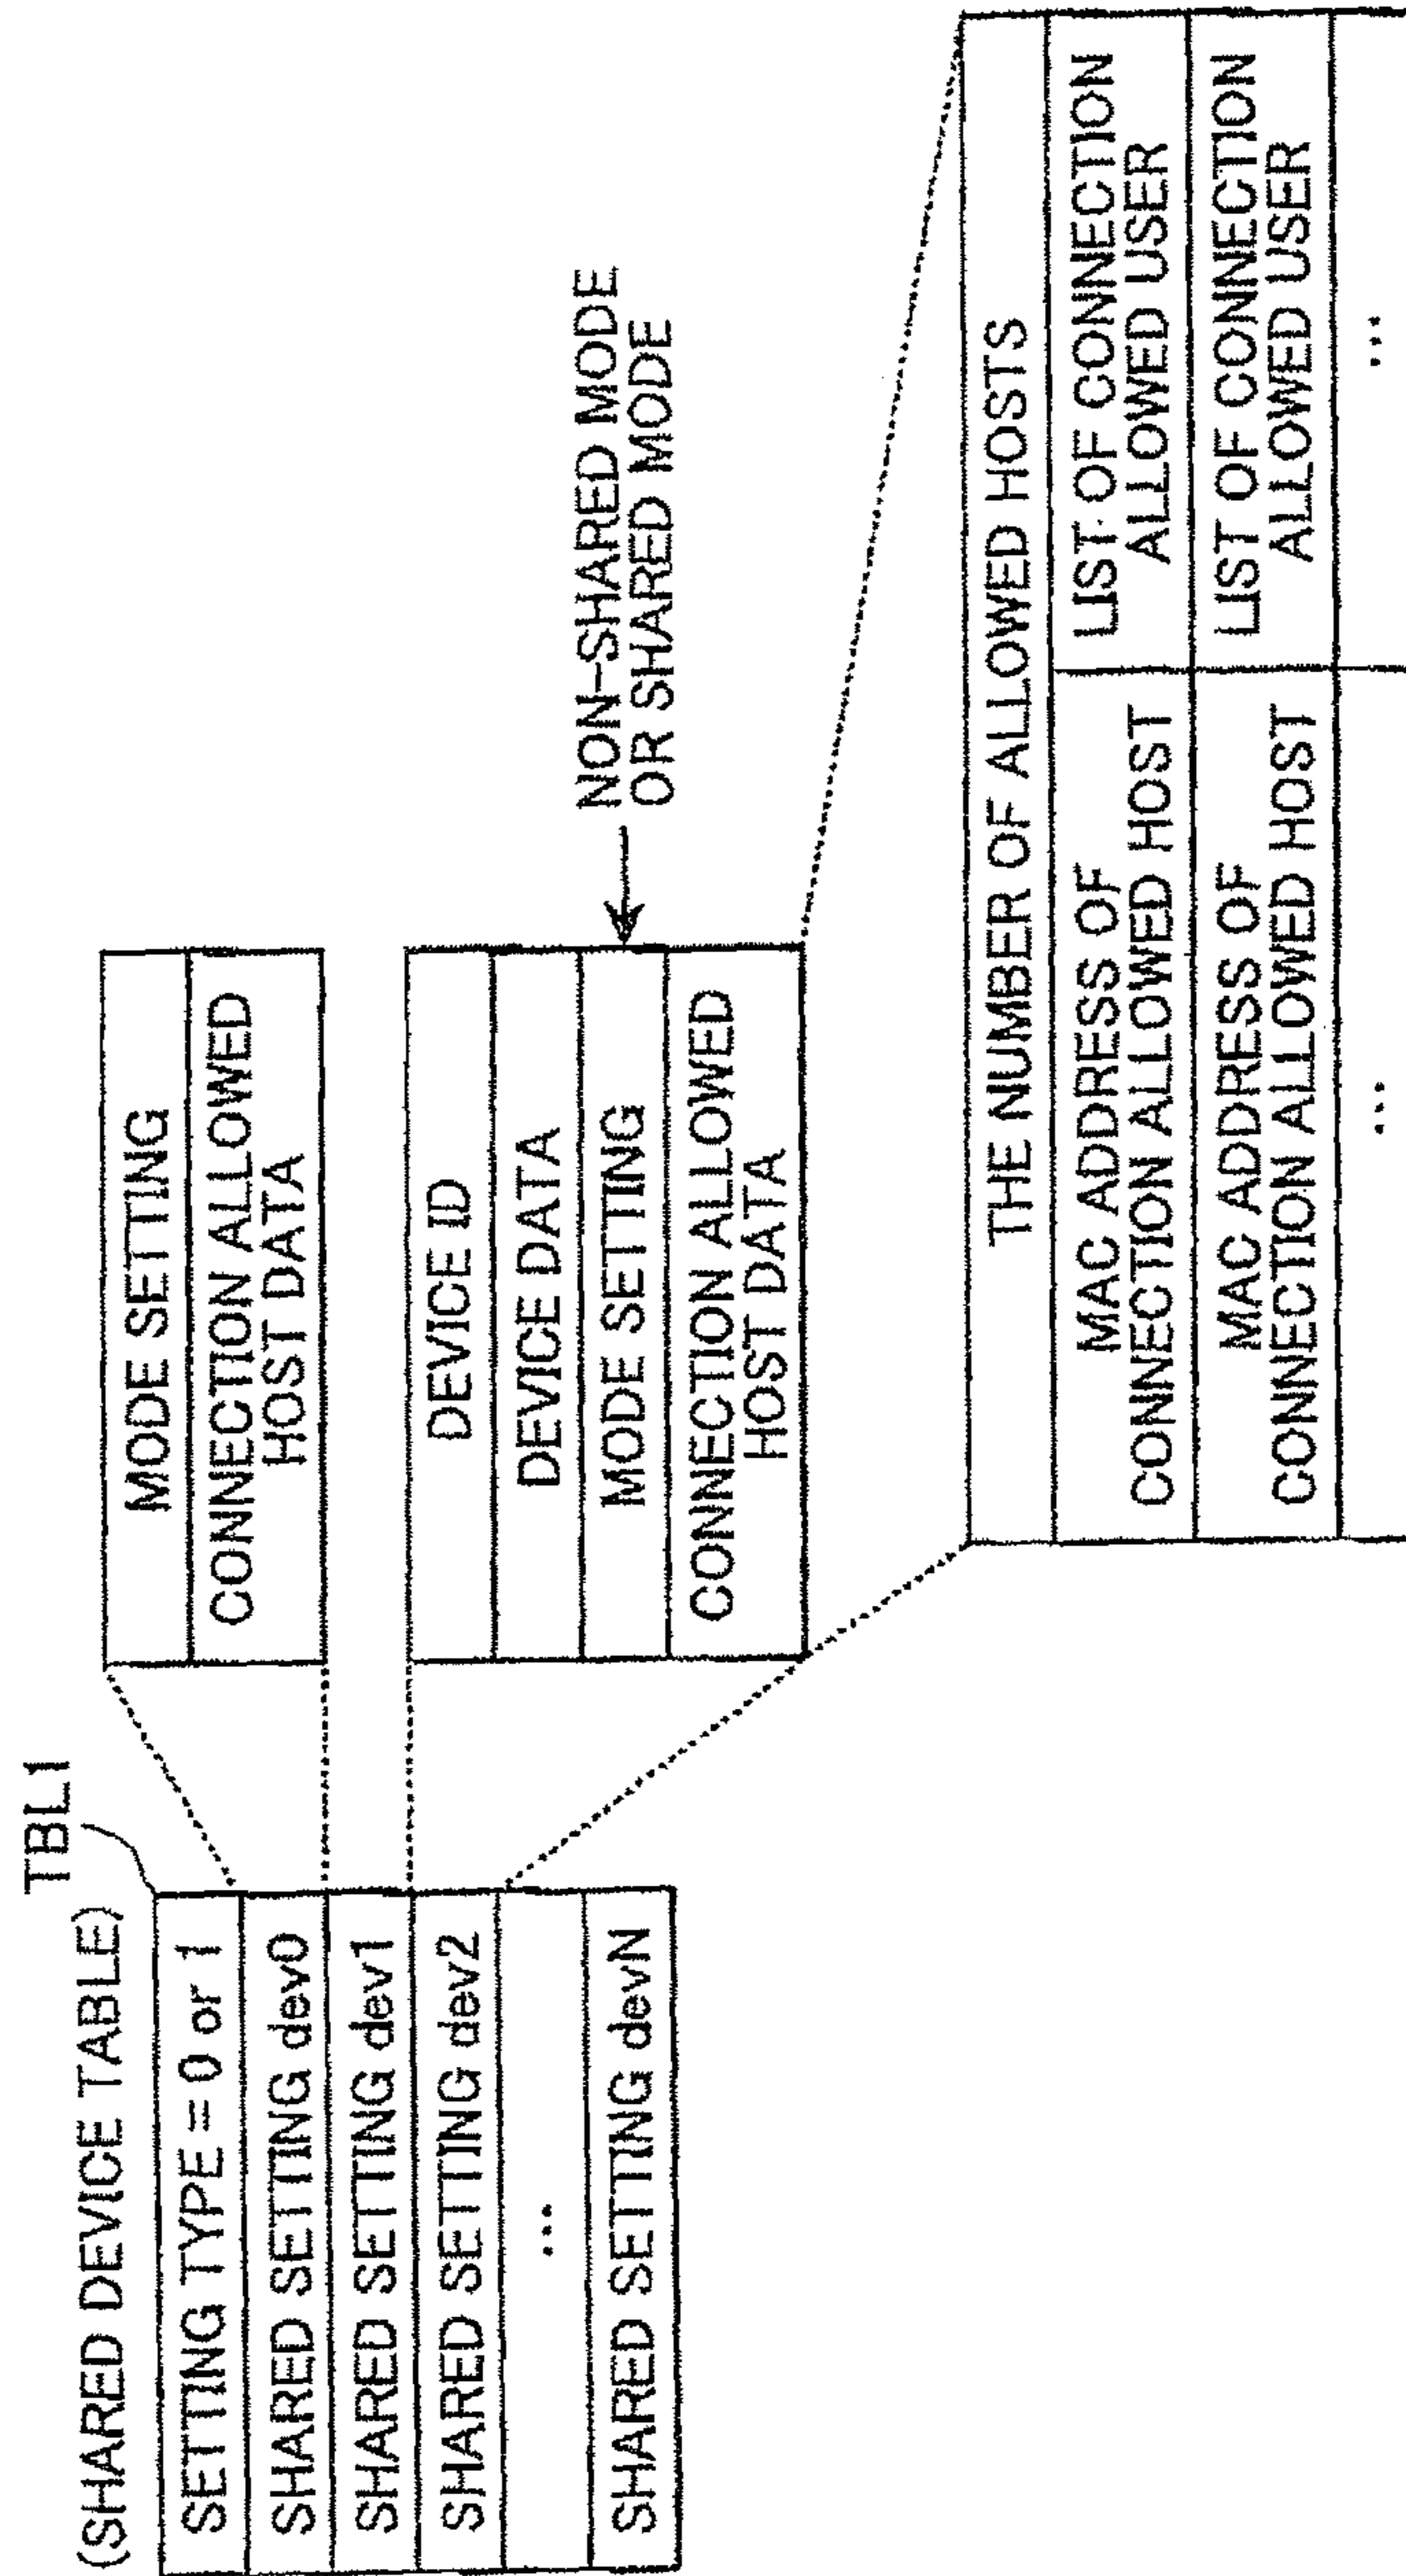 TBL1
(SHARED DEVICE TABLE)
SETTING TYPE = 0 or 1
SHARED SETTING dev0
SHARED SETTING dev1
SHARED SETTING dev2
...
SHARED SETTING devN
MODE SETTING
CONNECTION ALLOWED
HOST DATA
DEVICE ID
DEVICE DATA
MODE SETTING
CONNECTION ALLOWED
HOST DATA
NON-SHARED MODE
OR SHARED MODE
THE NUMBER OF ALLOWED HOSTS
MAC ADDRESS OF
CONNECTION ALLOWED HOST
LIST OF CONNECTION
ALLOWED USER
MAC ADDRESS OF
CONNECTION ALLOWED HOST
LIST OF CONNECTION
ALLOWED USER
...
...